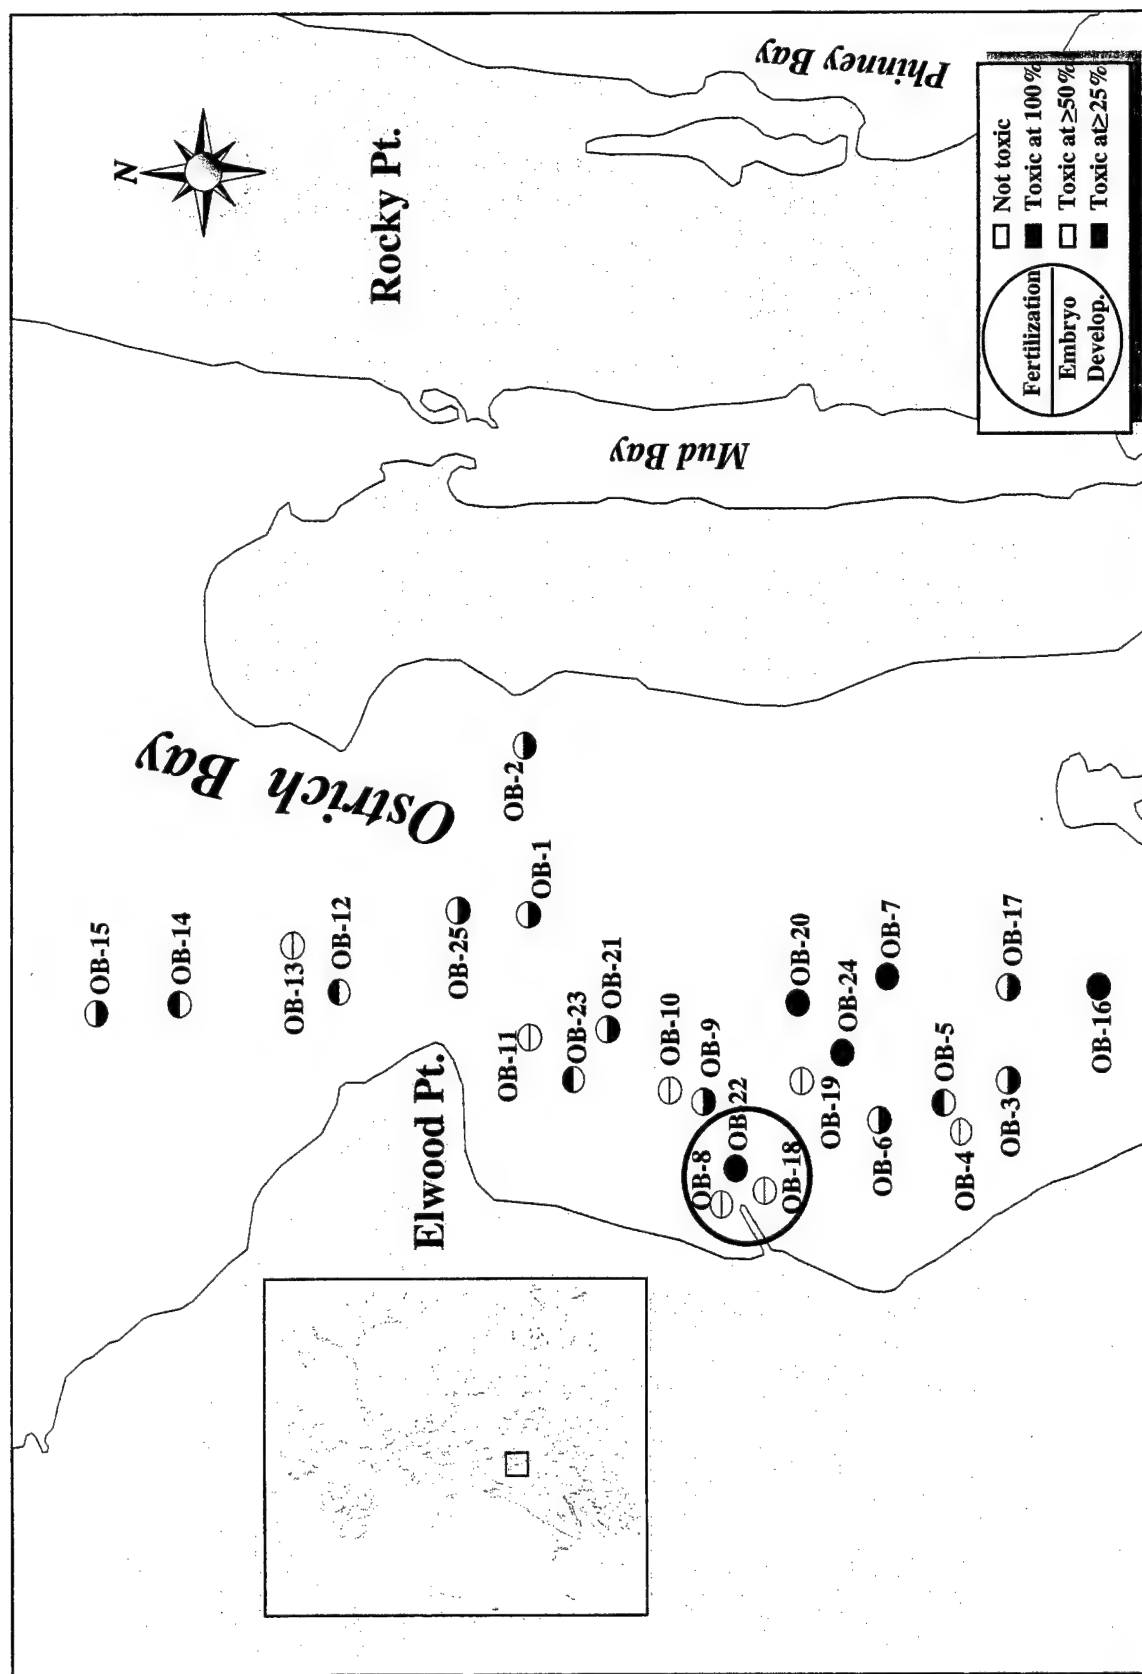 N
Rocky Pt.
Phinney Bay
Mud Bay
Ostrich Bay
Elwood Pt.
OB-15
OB-14
OB-13
OB-12
OB-25
OB-2
OB-1
OB-11
OB-23
OB-21
OB-10
OB-9
OB-8
OB-22
OB-18
OB-19
OB-20
OB-24
OB-7
OB-6
OB-5
OB-4
OB-3
OB-17
OB-16
Fertilization
Embryo
Develop.
Not toxic
Toxic at 100%
Toxic at ≥50%
Toxic at ≥25%